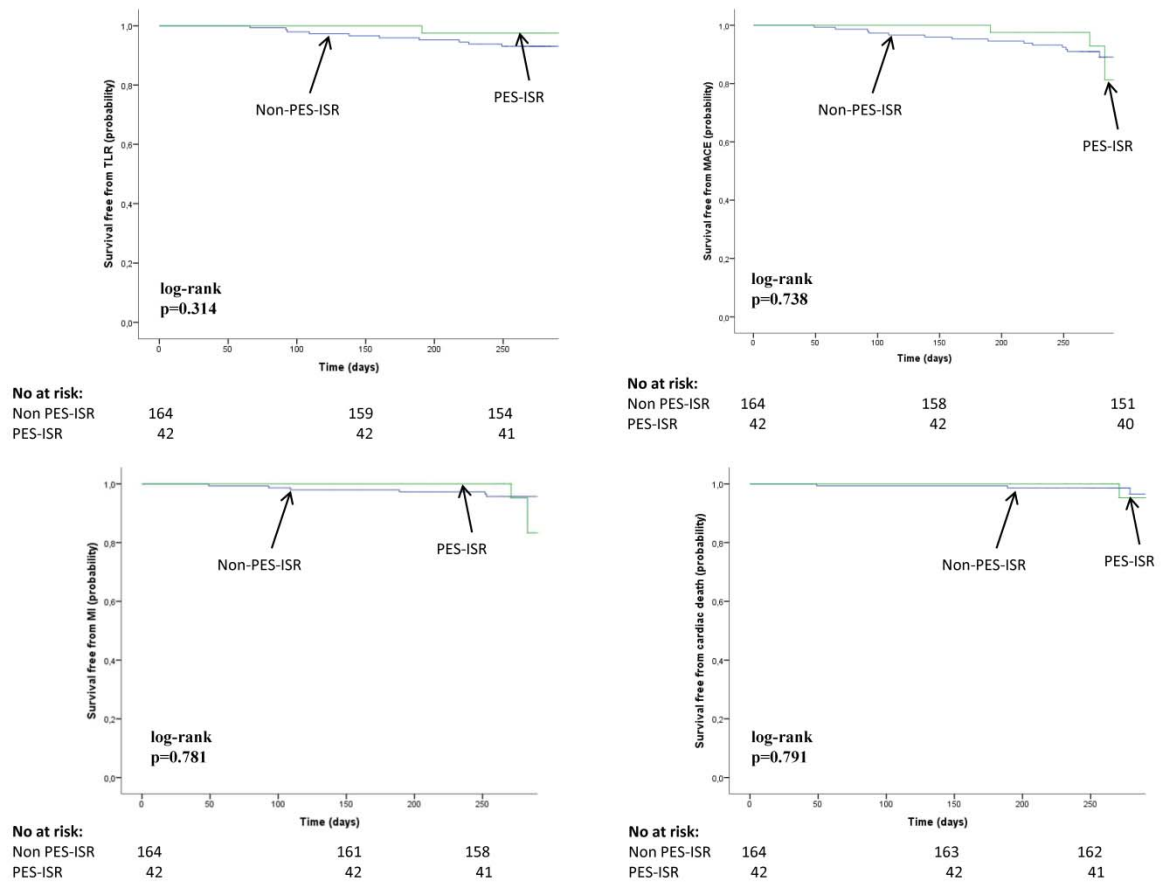 Survival free from TLR (probability)
1,0
0,8
0,6
0,4
0,2
0,0
Non-PES-ISR
PES-ISR
log-rank
p=0.314
0 50 100 150 200 250
Time (days)
No at risk:
Non PES-ISR 164 159 154
PES-ISR 42 42 41
Survival free from MACE (probability)
1,0
0,8
0,6
0,4
0,2
0,0
Non-PES-ISR
PES-ISR
log-rank
p=0.738
0 50 100 150 200 250
Time (days)
No at risk:
Non PES-ISR 164 158 151
PES-ISR 42 42 40
Survival free from MI (probability)
1,0
0,8
0,6
0,4
0,2
0,0
Non-PES-ISR
PES-ISR
log-rank
p=0.781
0 50 100 150 200 250
Time (days)
No at risk:
Non PES-ISR 164 161 158
PES-ISR 42 42 41
Survival free from cardiac death (probability)
1,0
0,8
0,6
0,4
0,2
0,0
Non-PES-ISR
PES-ISR
log-rank
p=0.791
0 50 100 150 200 250
Time (days)
No at risk:
Non PES-ISR 164 163 162
PES-ISR 42 42 41